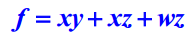 f = xy + xz + wz